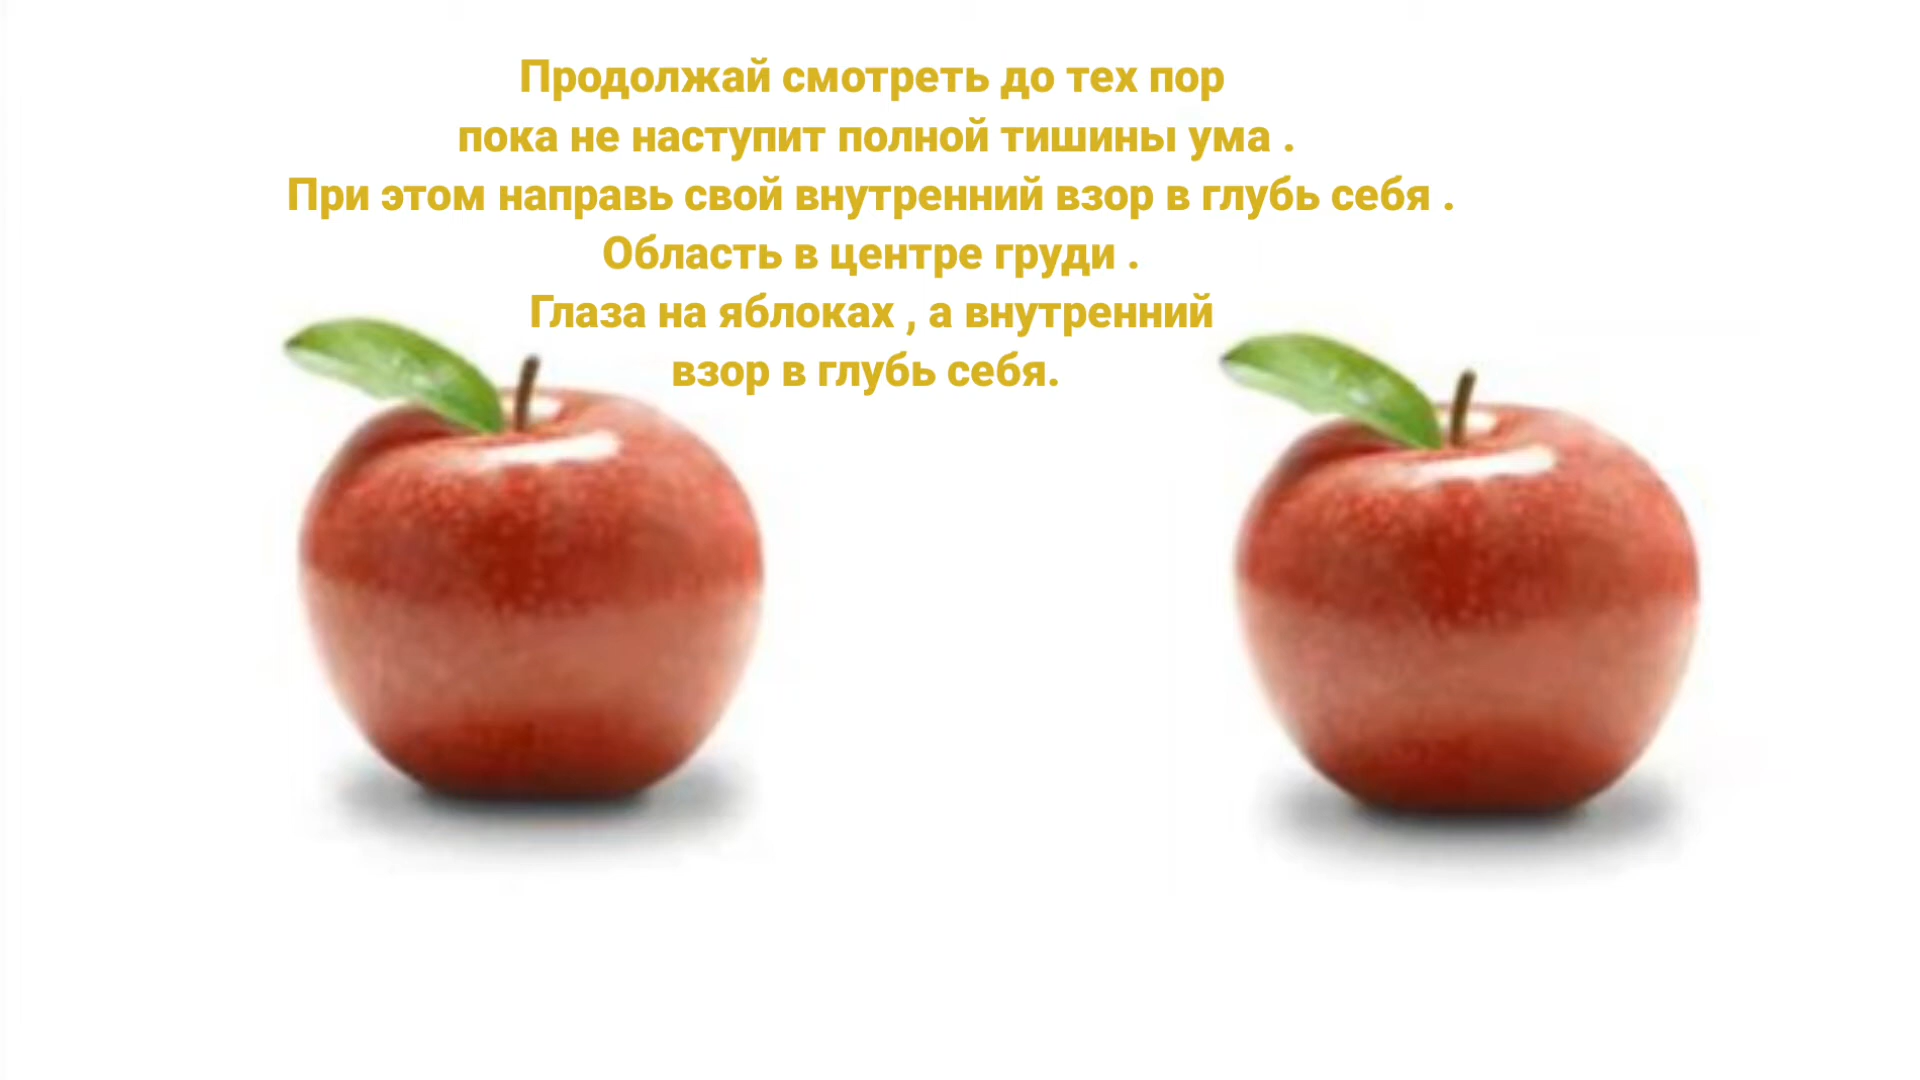 Продолжай смотреть до тех пор
пока не наступит полной тишины ума .
При этом направь свой внутренний взор в глубь себя .
Область в центре груди .
Глаза на яблоках , а внутренний
взор в глубь себя.